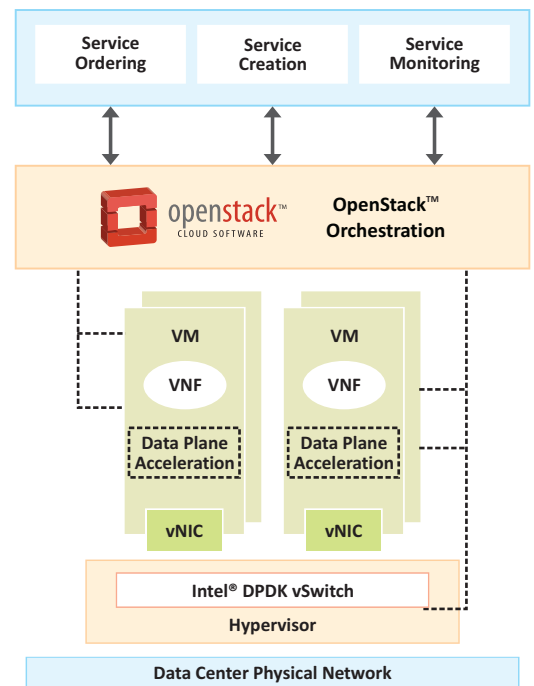 Service Ordering
Service Creation
Service Monitoring
openstack™
CLOUD SOFTWARE
OpenStack™
Orchestration
VM
VNF
Data Plane
Acceleration
vNIC
VM
VNF
Data Plane
Acceleration
vNIC
Intel® DPDK vSwitch
Hypervisor
Data Center Physical Network